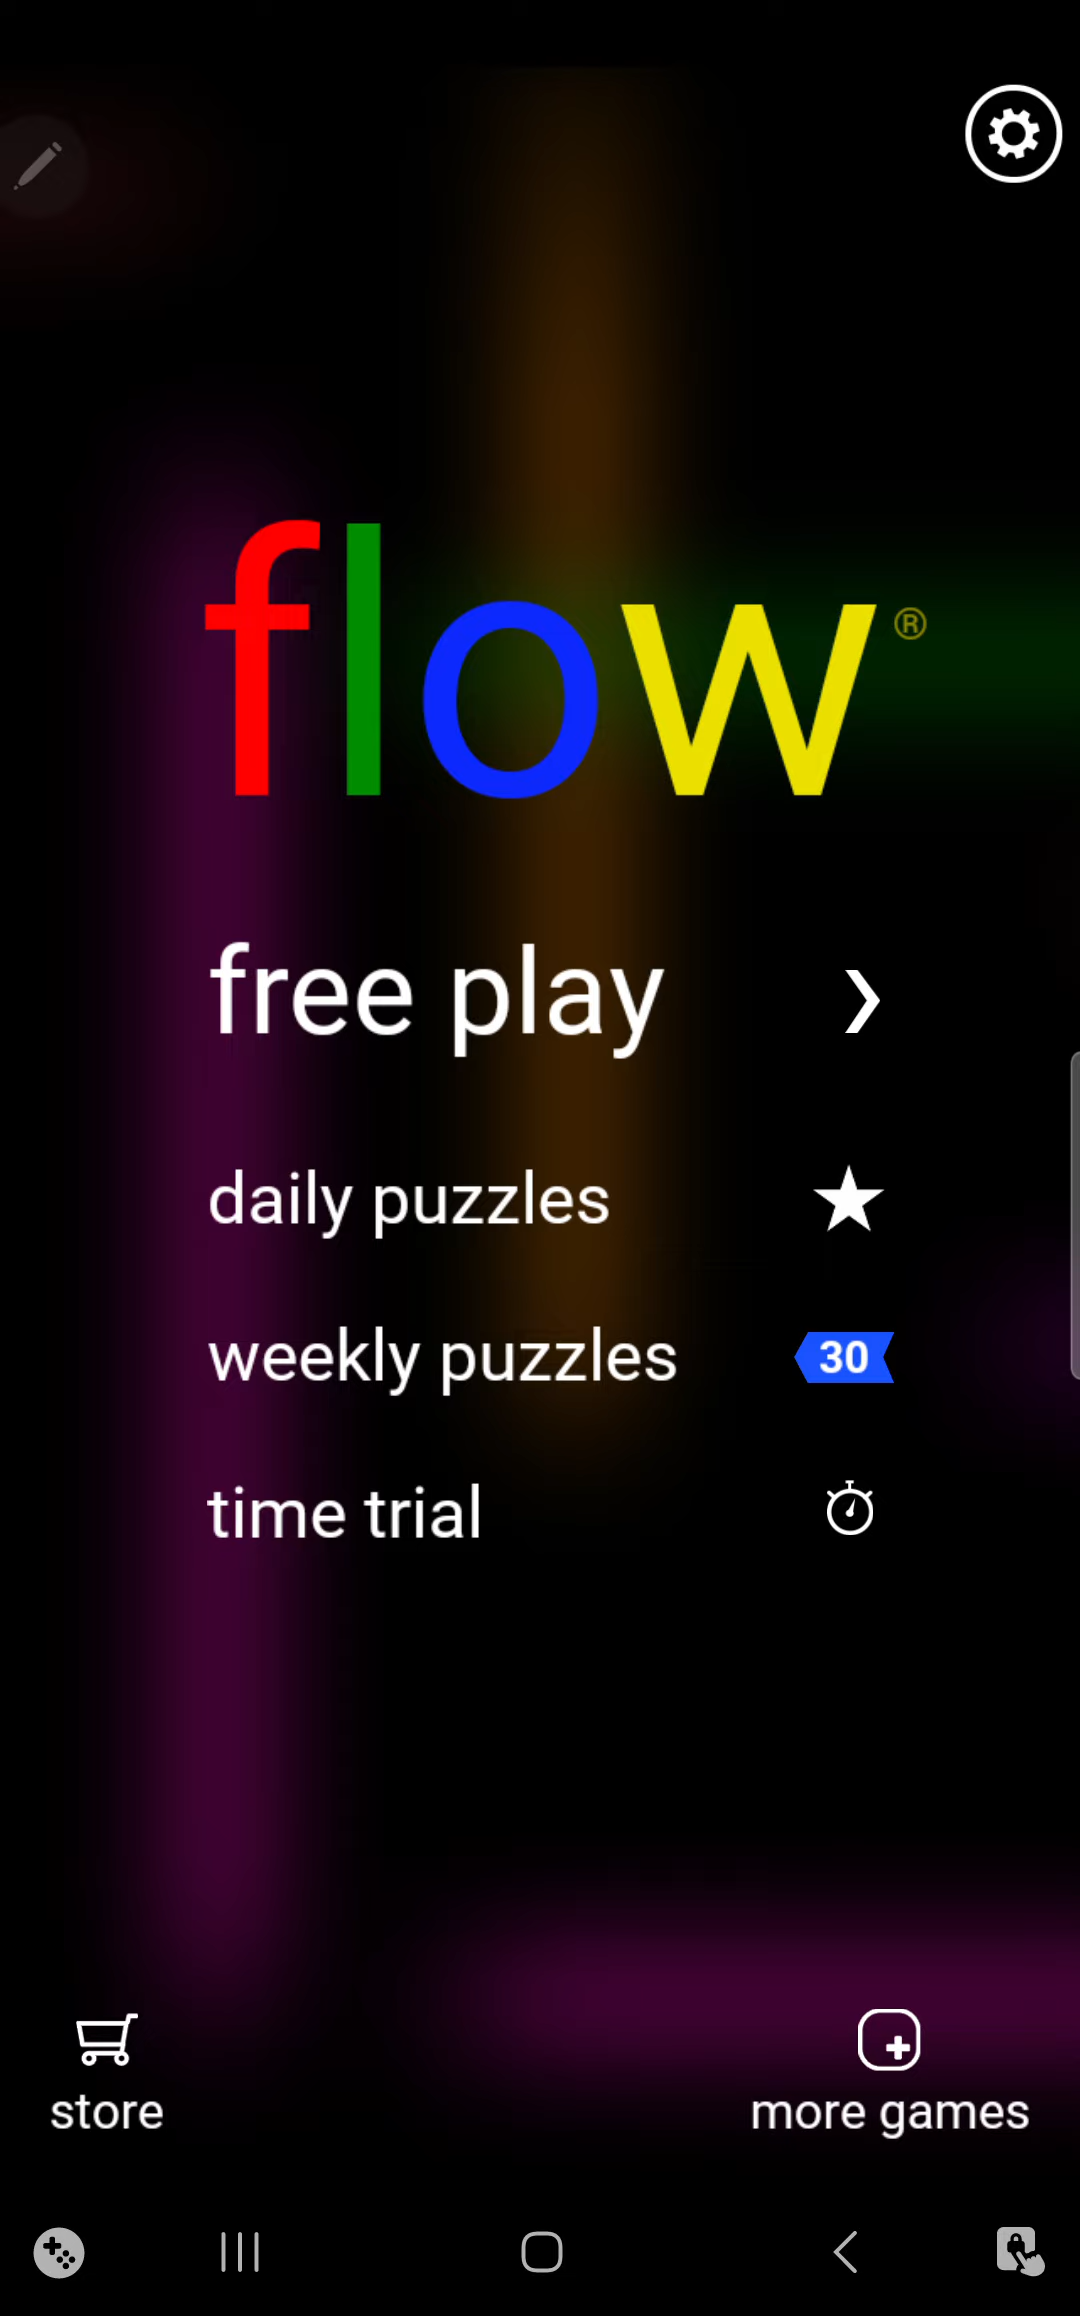 flow®
free play
daily puzzles
weekly puzzles 30
time trial
store
more games